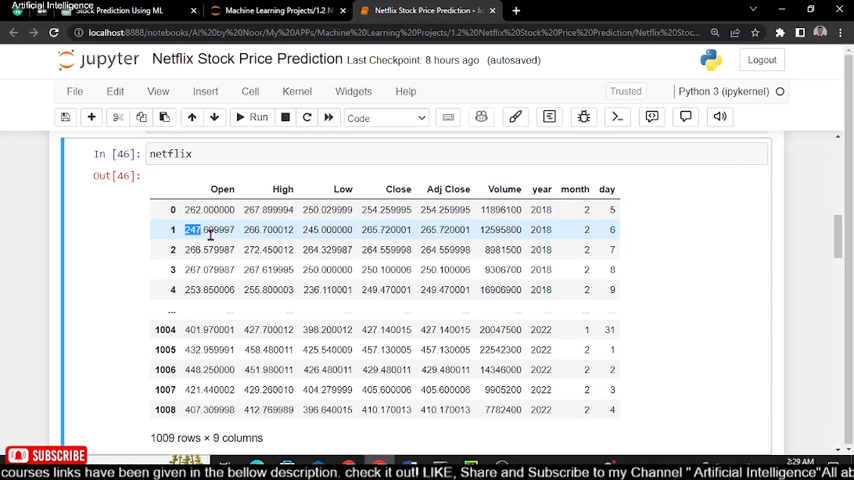 Artificial Intelligence
Stock Prediction Using ML
Machine Learning Projects/1.2 N
Netflix Stock Price Prediction - Ju
localhost:8888/notebooks/AI%20by%20Noor/My%20APPs/Machine%20Learning%20Projects/1.2%20Netflix%20Stock%20Price%20Prediction/Netflix%20Stoc...
jupyter Netflix Stock Price Prediction Last Checkpoint: 8 hours ago (autosaved)
Logout
File Edit View Insert Cell Kernel Widgets Help
Trusted
Python 3 (ipykernel)
Run
Code
In [46]: netflix
Out[46]:
Open High Low Close Adj Close Volume year month day
0 262.000000 267.899994 250.029999 254.259995 254.259995 11896100 2018 2 5
1 247.699997 266.700012 245.000000 265.720001 265.720001 12595800 2018 2 6
2 266.579987 272.450012 264.329987 264.559998 264.559998 8981500 2018 2 7
3 267.079987 267.619995 250.000000 250.100006 250.100006 9306700 2018 2 8
4 253.850006 255.800003 236.110001 249.470001 249.470001 16906900 2018 2 9
... ... ... ... ... ... ... ... ... ...
1004 401.970001 427.700012 398.200012 427.140015 427.140015 20047500 2022 1 31
1005 432.959991 458.480011 425.540009 457.130005 457.130005 22542300 2022 2 1
1006 448.250000 451.980011 426.480011 429.480011 429.480011 14346000 2022 2 2
1007 421.440002 429.260010 404.279999 405.600006 405.600006 9905200 2022 2 3
1008 407.309998 412.769989 396.640015 410.170013 410.170013 7782400 2022 2 4
1009 rows × 9 columns
SUBSCRIBE
2:29 AM
courses links have been given in the bellow description. check it out! LIKE, Share and Subscribe to my Channel " Artificial Intelligence"All ab